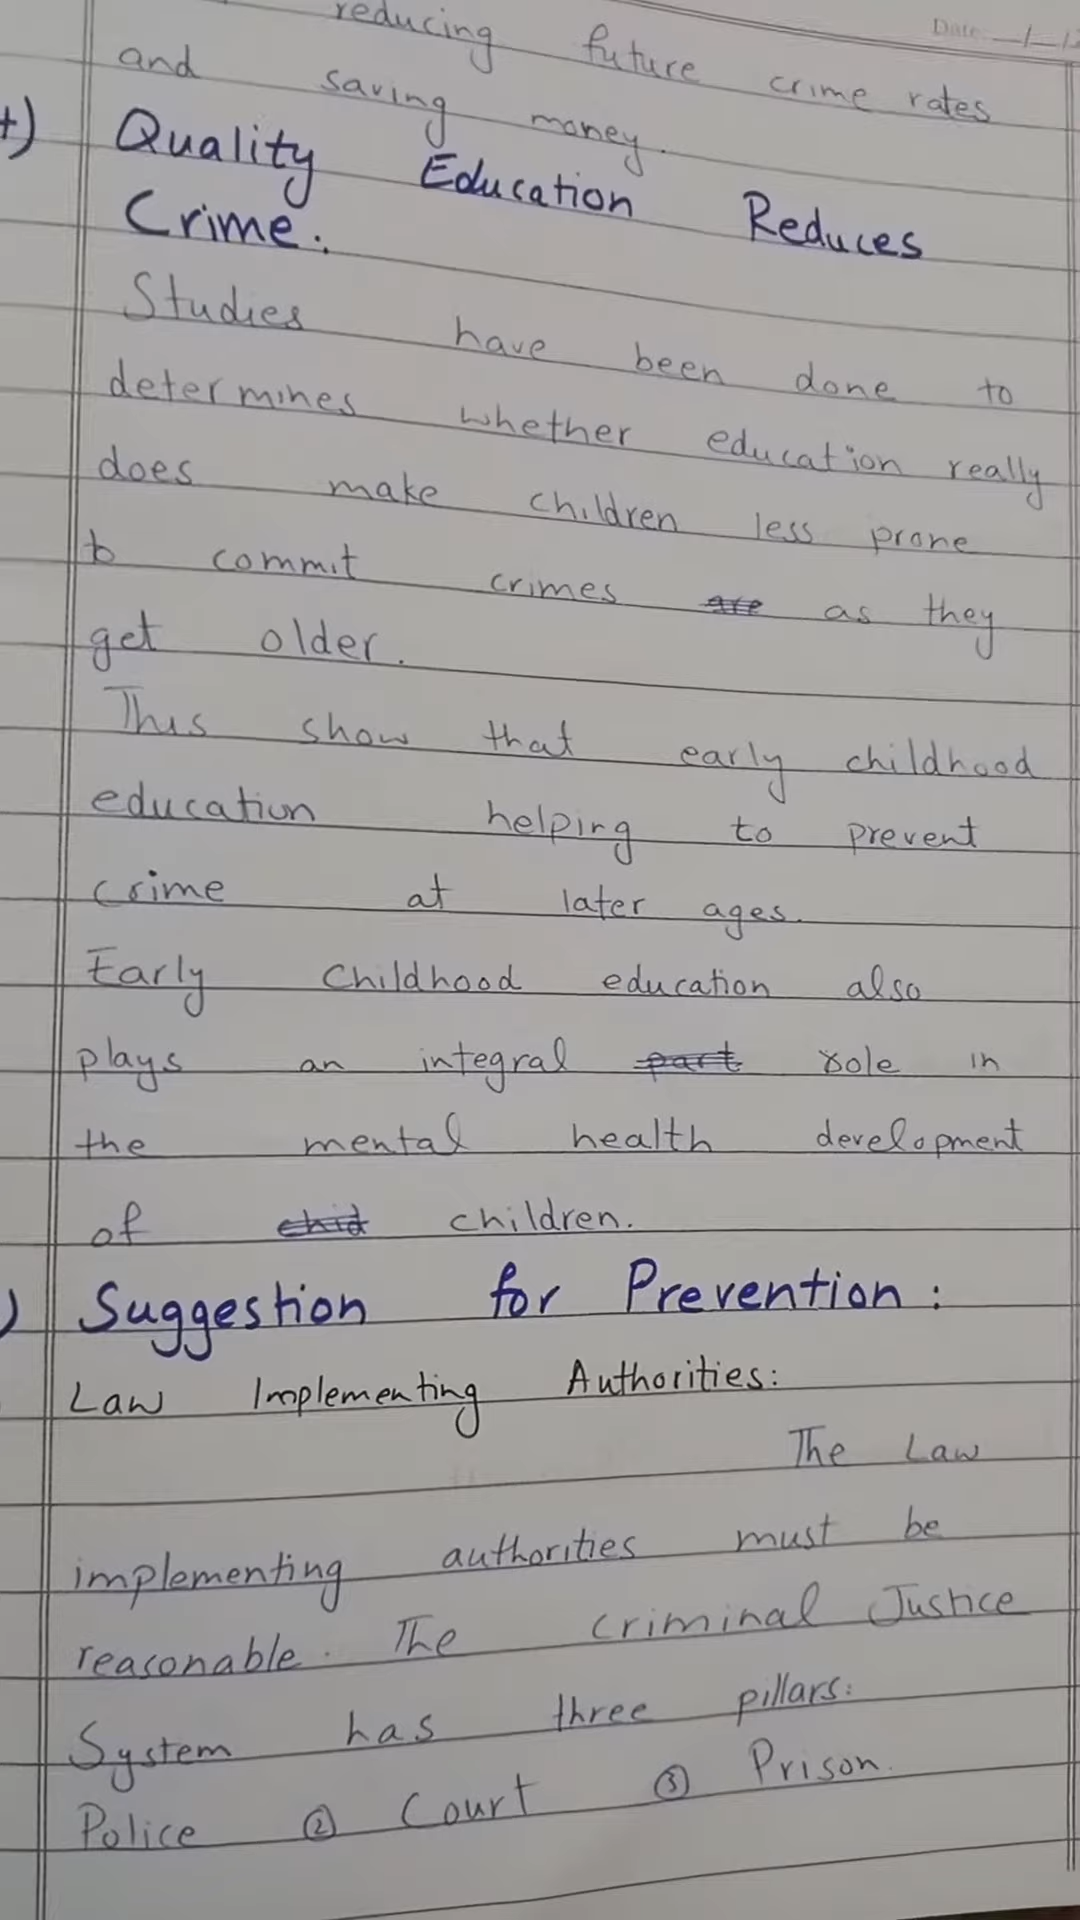 Date: _/_/
reducing future crime rates
and saving money.
Quality Education Reduces
Crime.
Studies have been done to
determines whether education really
does make children less prone
to commit crimes are as they
get older.
This show that early childhood
education helping to prevent
crime at later ages.
Early childhood education also
plays an integral part role in
the mental health development
of chid children.
) Suggestion for Prevention:
Law Implementing Authorities:
The Law
implementing authorities must be
reasonable. The criminal Justice
System has three pillars:
Police ② Court ③ Prison.